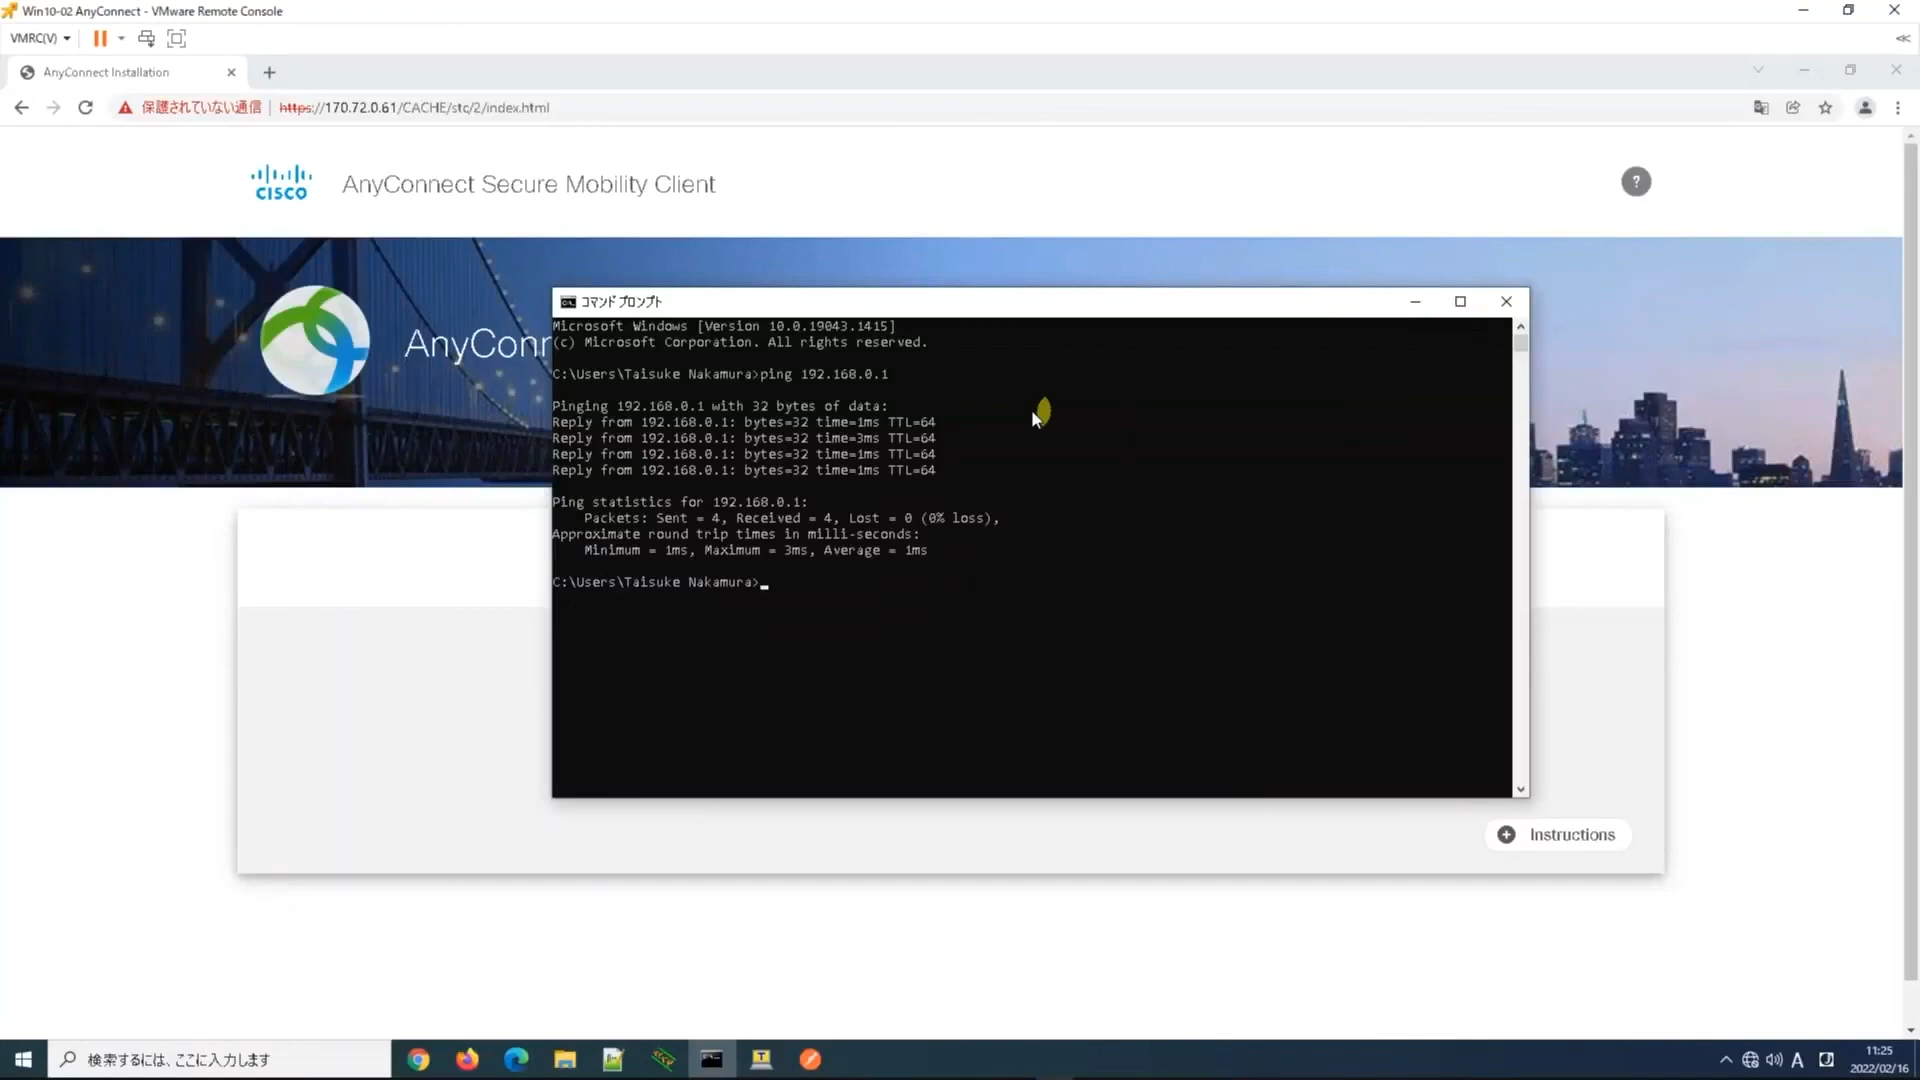 Win10-02 AnyConnect - VMware Remote Console
VMRC(V)
AnyConnect Installation
保護されていない通信 | https://170.72.0.61/CACHE/stc/2/index.html
CISCO
AnyConnect Secure Mobility Client
?
コマンド プロンプト
Microsoft Windows [Version 10.0.19043.1415]
(c) Microsoft Corporation. All rights reserved.
C:\Users\Taisuke Nakamura>ping 192.168.0.1
Pinging 192.168.0.1 with 32 bytes of data:
Reply from 192.168.0.1: bytes=32 time=1ms TTL=64
Reply from 192.168.0.1: bytes=32 time=3ms TTL=64
Reply from 192.168.0.1: bytes=32 time=1ms TTL=64
Reply from 192.168.0.1: bytes=32 time=1ms TTL=64
Ping statistics for 192.168.0.1:
Packets: Sent = 4, Received = 4, Lost = 0 (0% loss),
Approximate round trip times in milli-seconds:
Minimum = 1ms, Maximum = 3ms, Average = 1ms
C:\Users\Taisuke Nakamura>
Instructions
検索するには、ここに入力します
A
11:25
2022/02/16